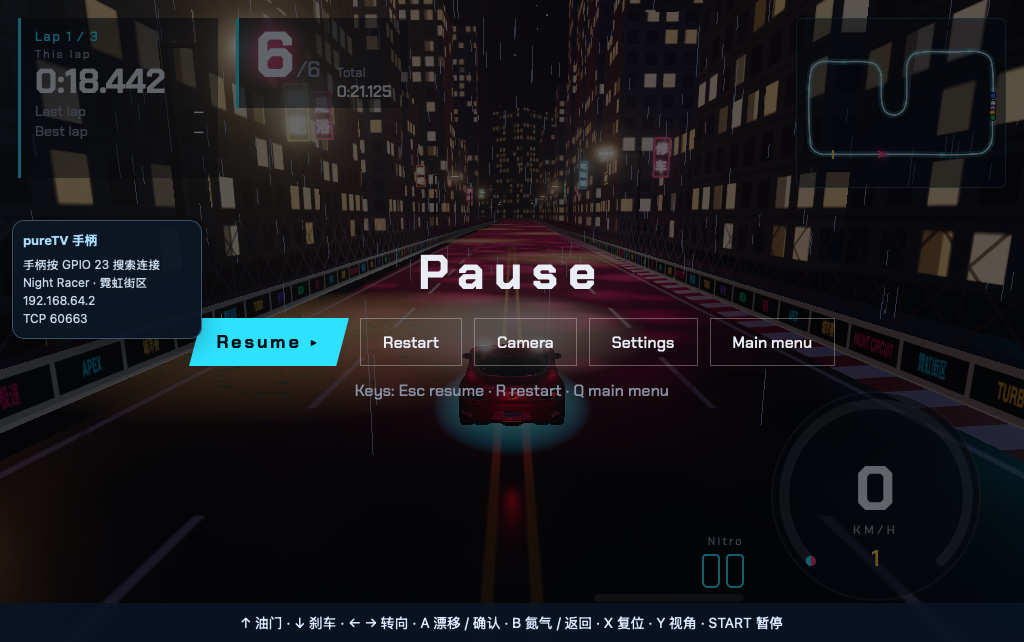 Lap 1 / 3
This lap
0:18.442
Last lap —
Best lap —
6/6
Total
0:21.125
停车
pureTV 手柄
手柄按 GPIO 23 搜索连接
Night Racer · 霓虹街区
192.168.64.2
TCP 60663
Pause
Resume ▸
Restart
Camera
Settings
Main menu
Keys: Esc resume · R restart · Q main menu
APEX
NIGHT CIRCUIT
霓虹街区
TURBO
0
KM/H
1
Nitro
↑ 油门 · ↓ 刹车 · ← → 转向 · A 漂移 / 确认 · B 氮气 / 返回 · X 复位 · Y 视角 · START 暂停